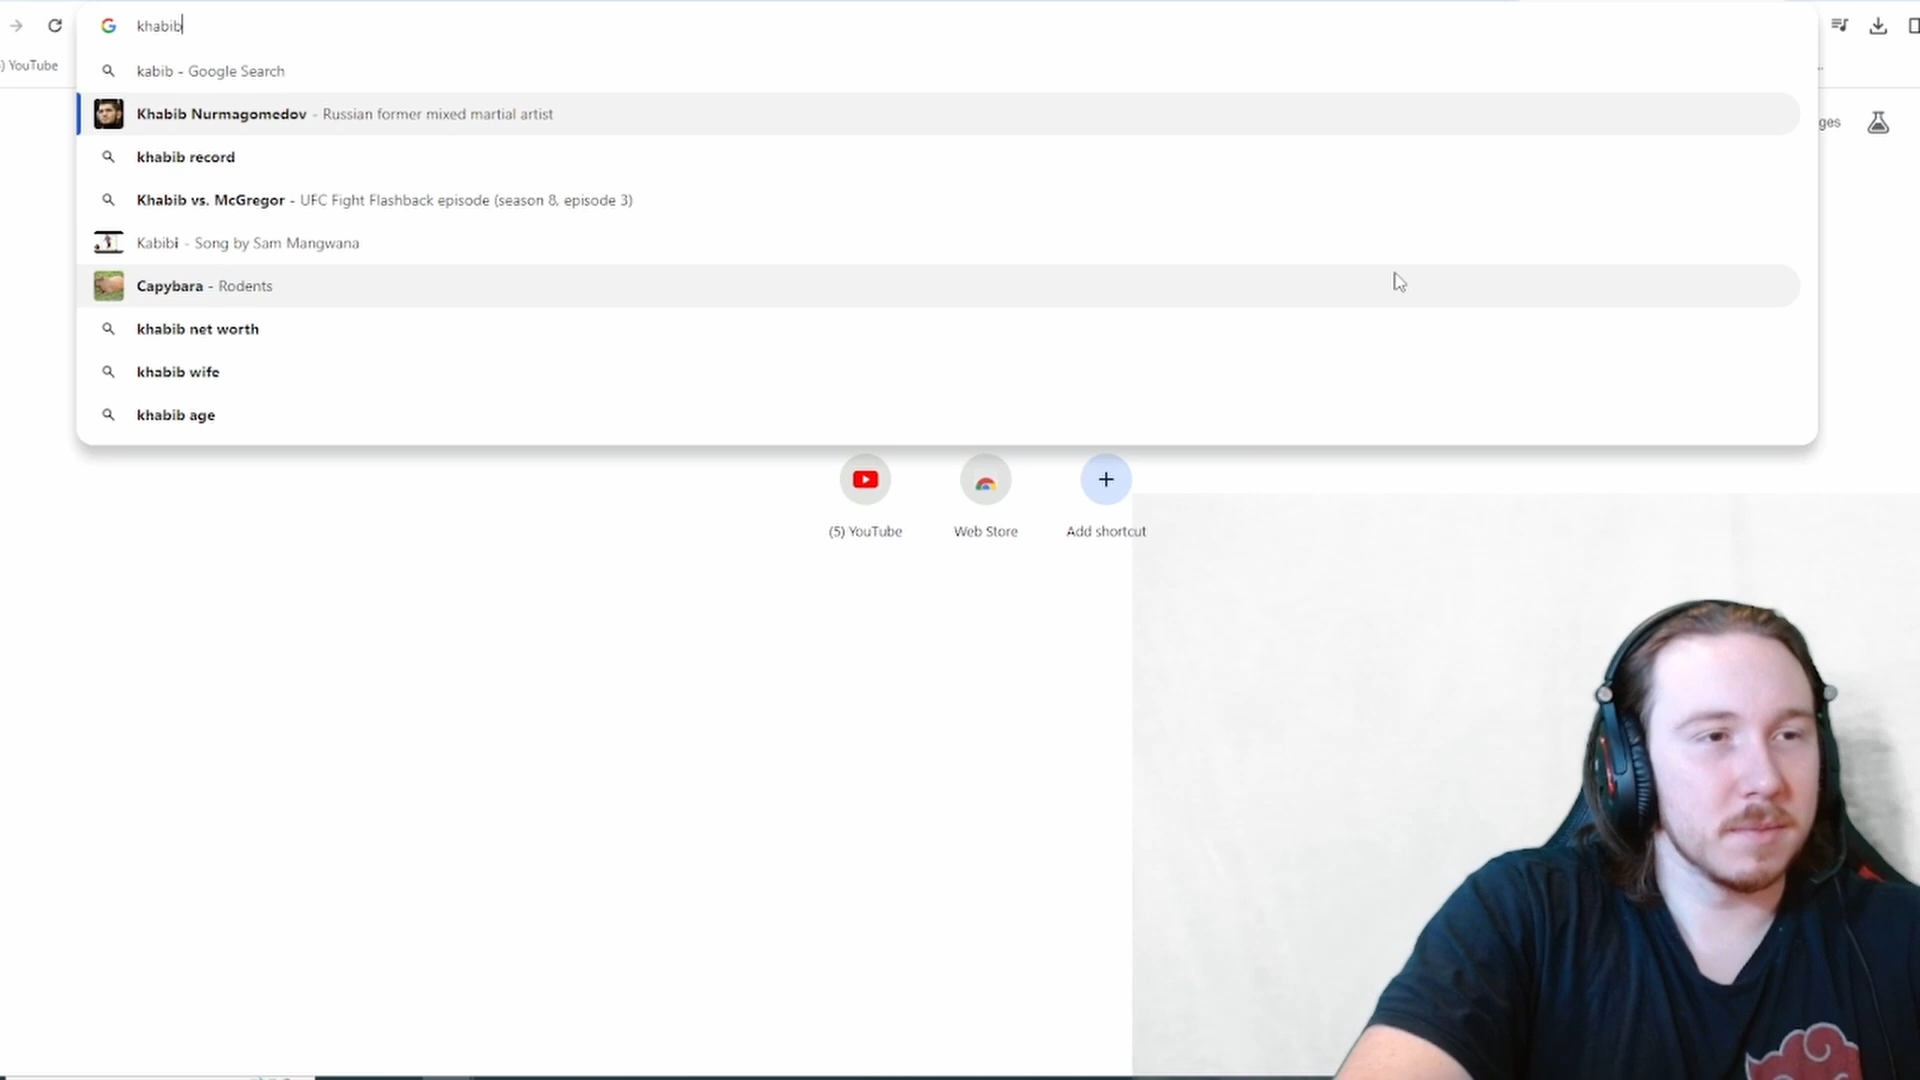 khabib
) YouTube
kabib - Google Search
Khabib Nurmagomedov - Russian former mixed martial artist
ges
khabib record
Khabib vs. McGregor - UFC Fight Flashback episode (season 8, episode 3)
Kabibi - Song by Sam Mangwana
Capybara - Rodents
khabib net worth
khabib wife
khabib age
(5) YouTube
Web Store
Add shortcut